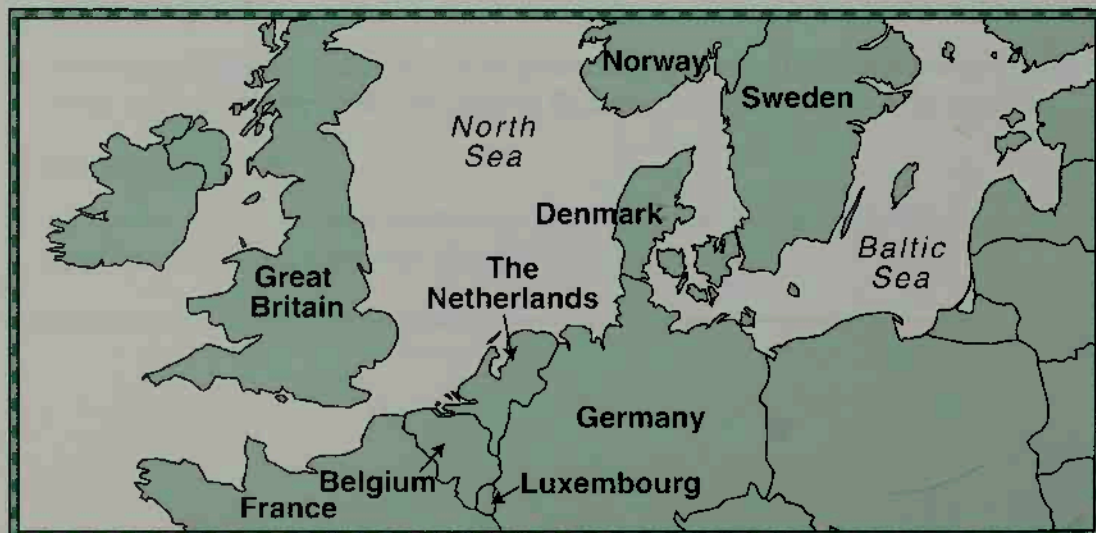 Norway
Sweden
North
Sea
Denmark
Baltic
Sea
The
Netherlands
Great
Britain
Germany
Belgium
Luxembourg
France